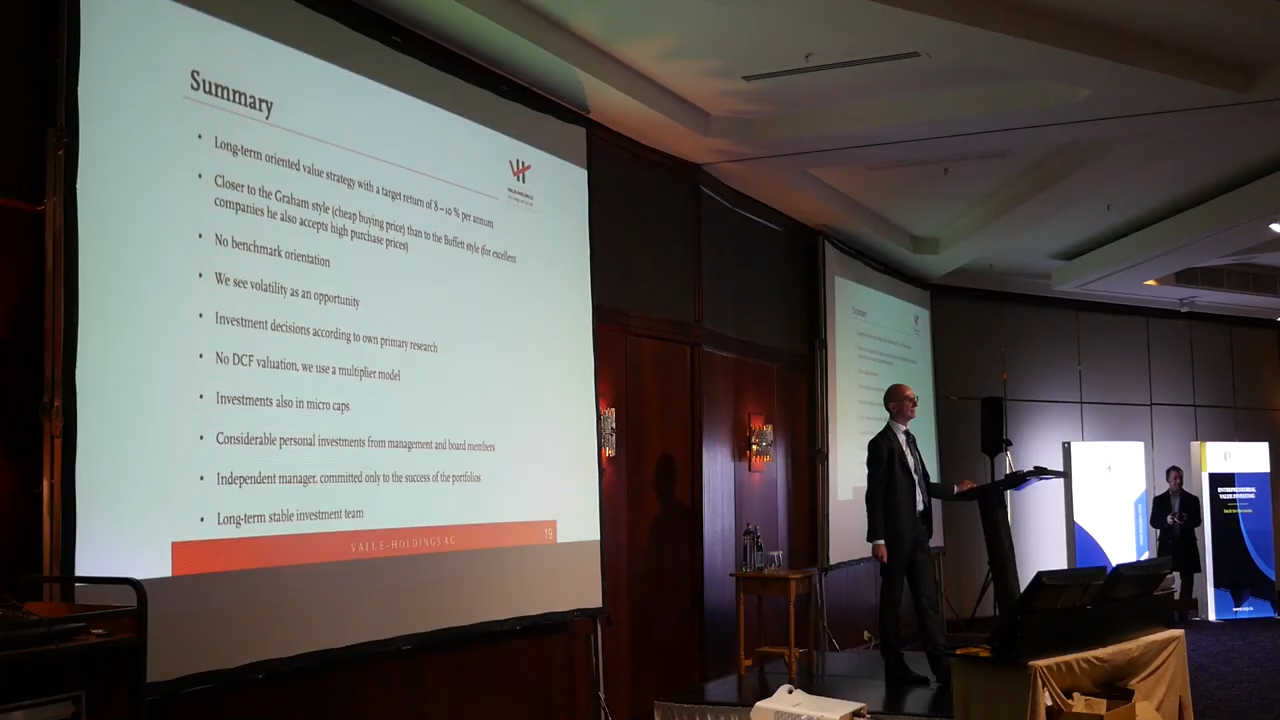 Summary
• Long-term oriented value strategy with a target return of 8 – 10 % per annum
• Closer to the Graham style (cheap buying price) than to the Buffett style (for excellent
companies he also accepts high purchase prices)
• No benchmark orientation
• We see volatility as an opportunity
• Investment decisions according to own primary research
• No DCF valuation, we use a multiplier model
• Investments also in micro caps
• Considerable personal investments from management and board members
• Independent manager, committed only to the success of the portfolios
• Long-term stable investment team
VALUE-HOLDINGS AG
19
VALUE-HOLDINGS
Summary
ENTREPRENEURIAL
VALUE INVESTING